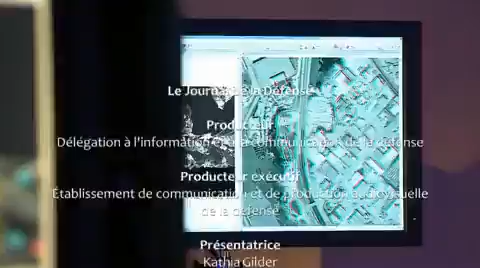 Le Journal de la Défense
Producteur
Délégation à l'information et à la communication de la défense
Producteur exécutif
Établissement de communication et de production audiovisuelle
de la défense
Présentatrice
Kathia Gilder